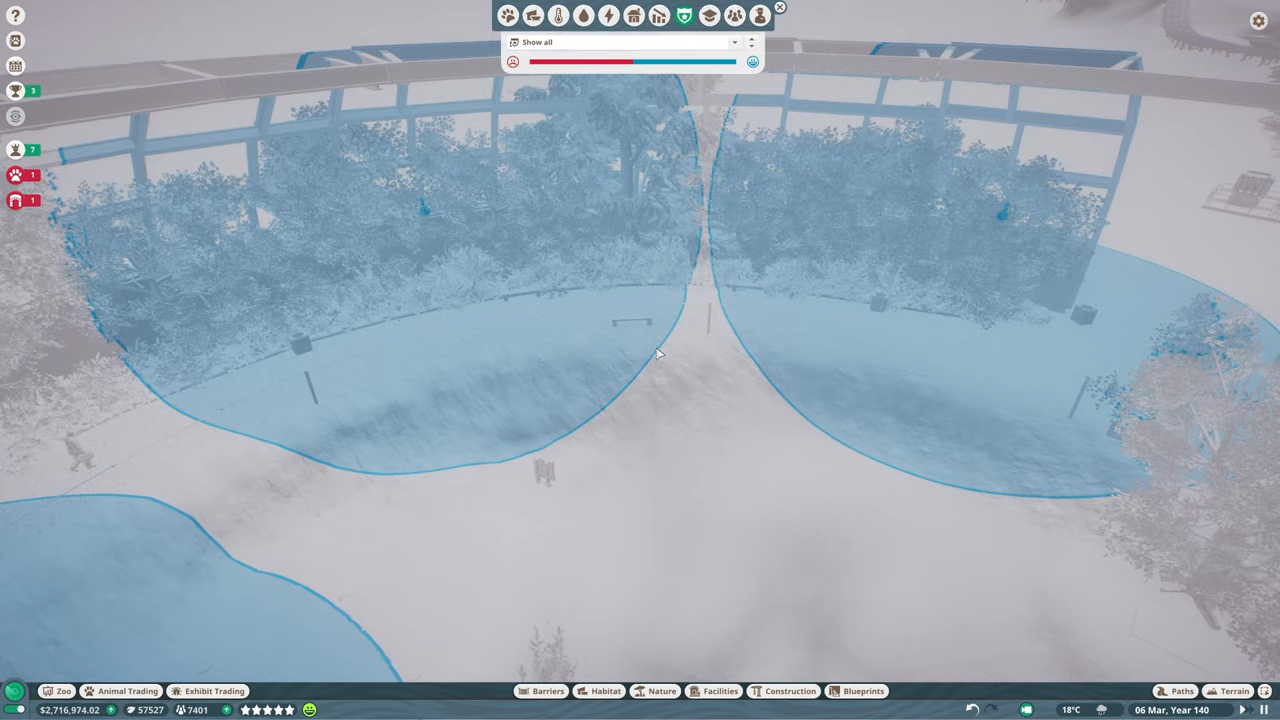 ?
Show all
3
7
1
1
Zoo
Animal Trading
Exhibit Trading
Barriers
Habitat
Nature
Facilities
Construction
Blueprints
Paths
Terrain
$2,716,974.02
57527
7401
18°C
06 Mar, Year 140